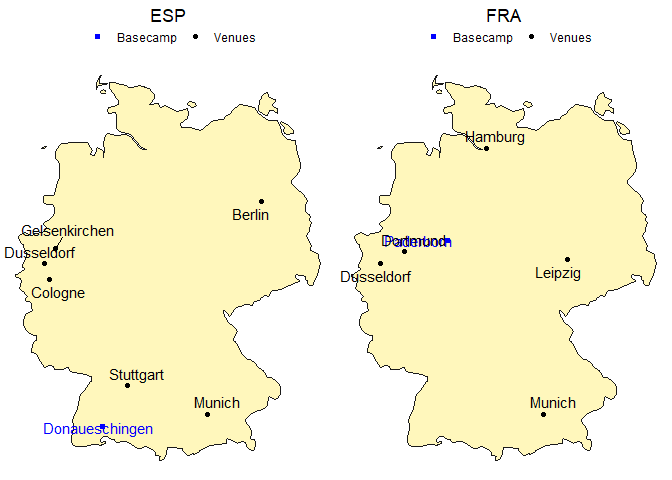 ESP
Basecamp Venues
Berlin
Gelsenkirchen
Dusseldorf
Cologne
Stuttgart
Munich
Donaueschingen
FRA
Basecamp Venues
Hamburg
Dortmund
Paderborn
Dusseldorf
Leipzig
Munich